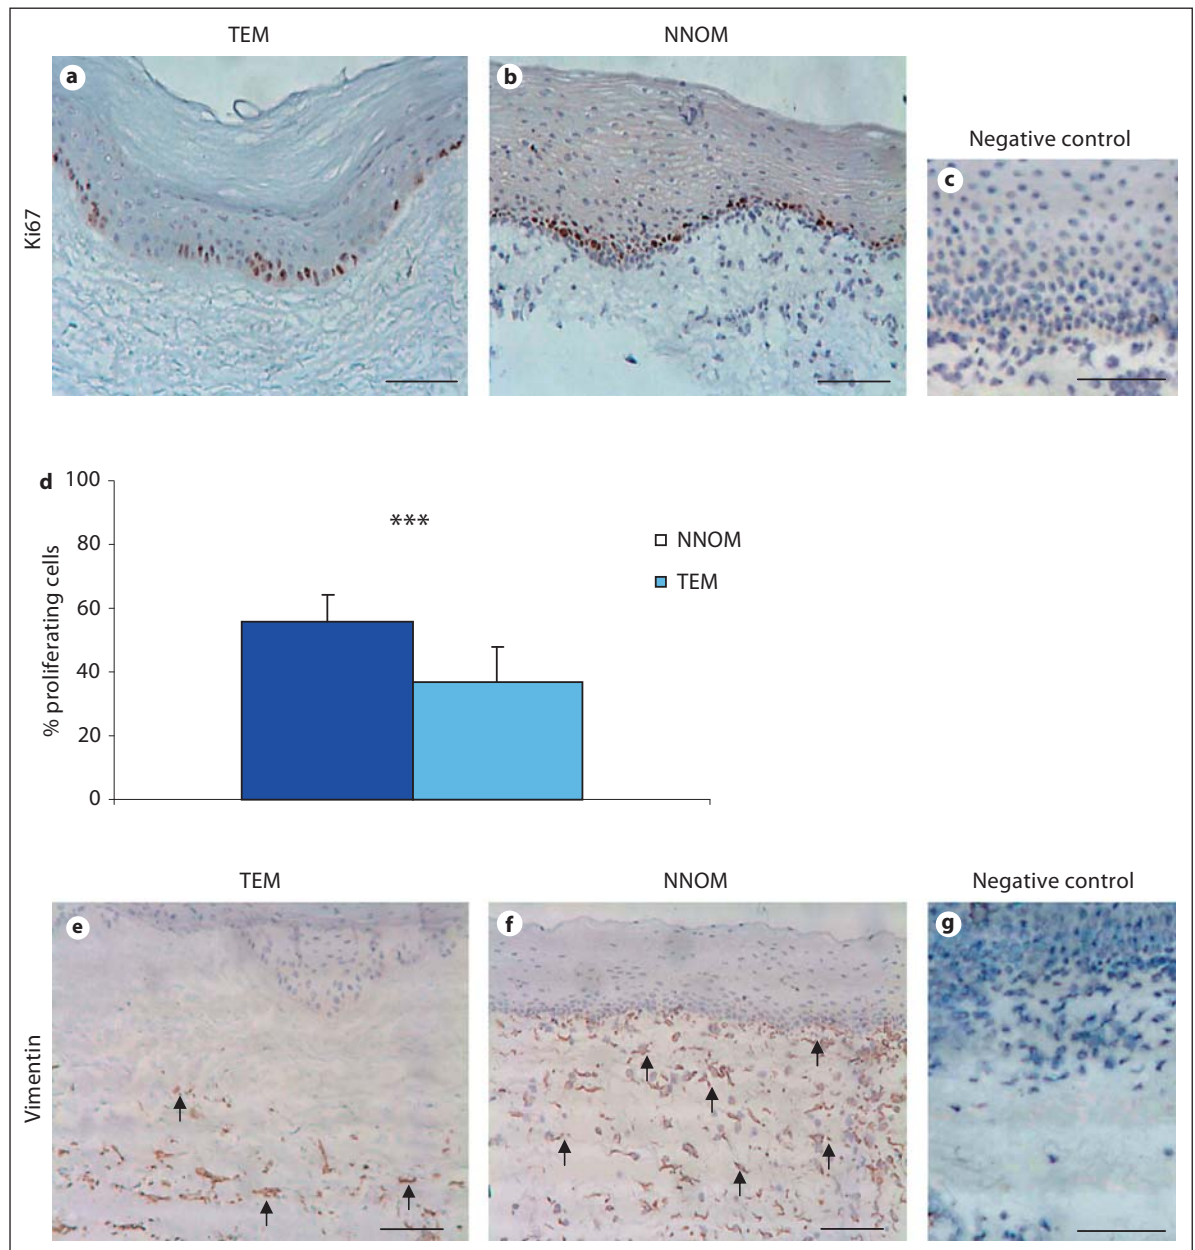 TEM
NNOM
Negative control
Ki67
a
b
c
d
% proliferating cells
100
80
60
40
20
0
***
NNOM
TEM
TEM
NNOM
Negative control
Vimentin
e
f
g